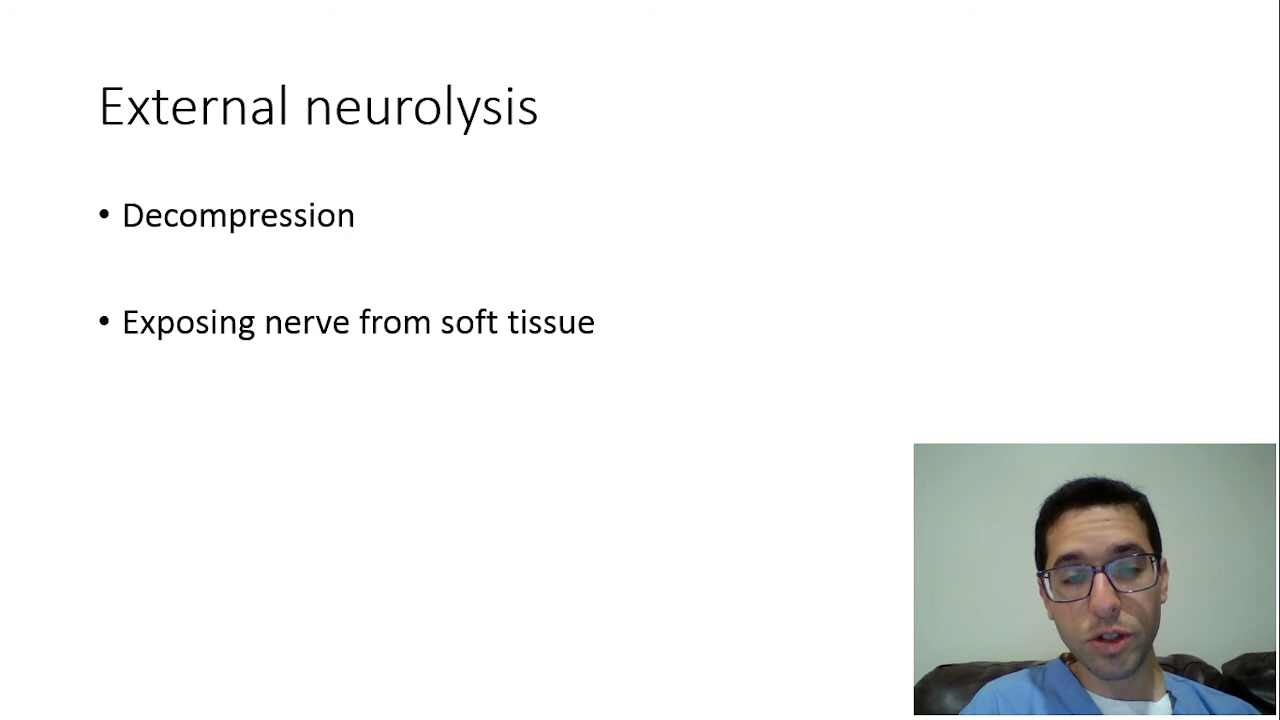 External neurolysis
• Decompression
• Exposing nerve from soft tissue